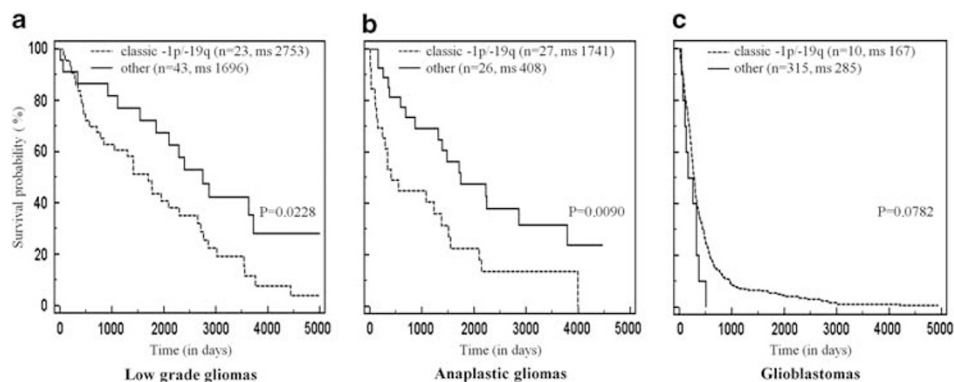 a
classic -1p/-19q (n=23, ms 2753)
other (n=43, ms 1696)
100
80
60
40
20
0
Survival probability ( %)
P=0.0228
0 1000 2000 3000 4000 5000
Time (in days)
Low grade gliomas
b
classic -1p/-19q (n=27, ms 1741)
other (n=26, ms 408)
P=0.0090
0 1000 2000 3000 4000 5000
Time (in days)
Anaplastic gliomas
c
classic -1p/-19q (n=10, ms 167)
other (n=315, ms 285)
P=0.0782
0 1000 2000 3000 4000 5000
Time (in days)
Glioblastomas